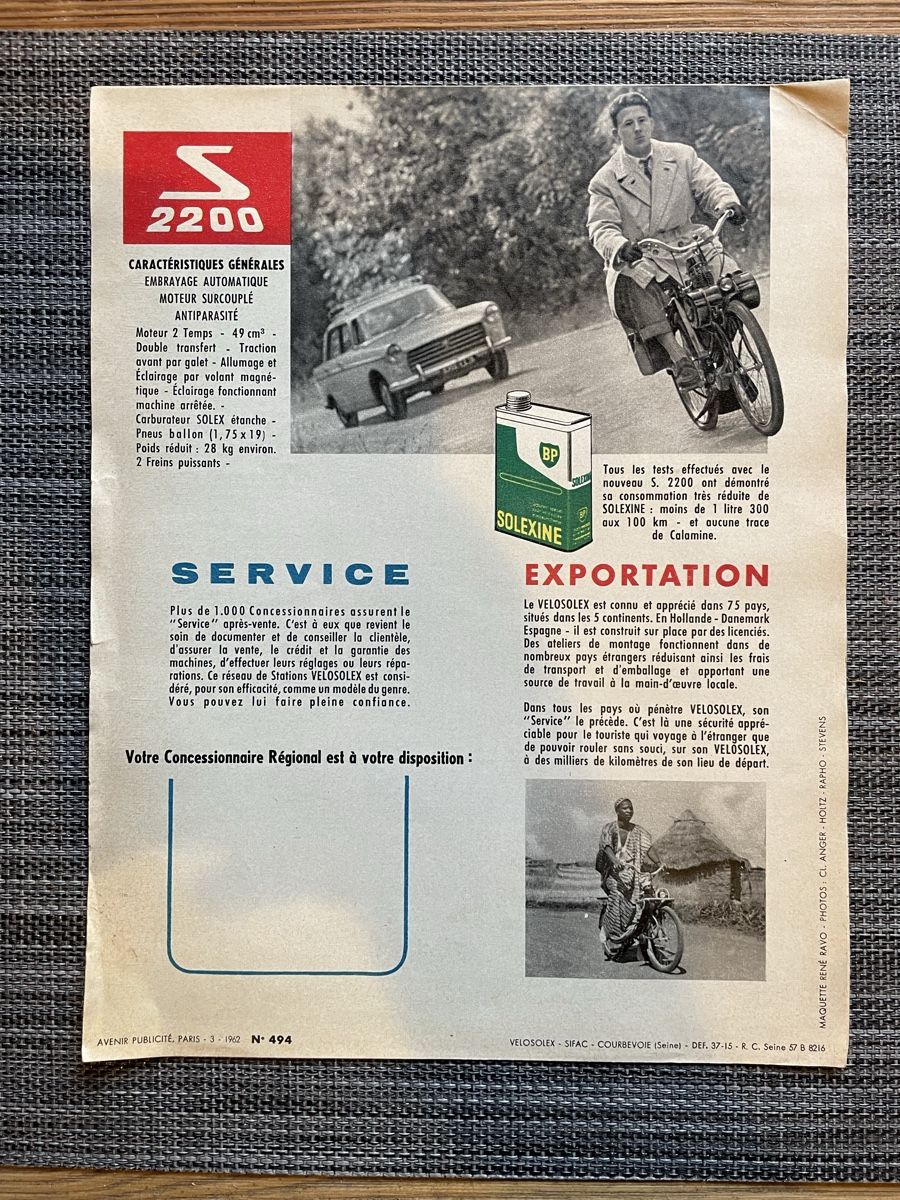 S
2200
CARACTÉRISTIQUES GÉNÉRALES
EMBRAYAGE AUTOMATIQUE
MOTEUR SURCOUPLÉ
ANTIPARASITÉ
Moteur 2 Temps - 49 cm³ -
Double transfert - Traction
avant par galet - Allumage et
Éclairage par volant magné-
tique - Éclairage fonctionnant
machine arrêtée. -
Carburateur SOLEX étanche -
Pneus ballon (1,75 x 19) -
Poids réduit : 28 kg environ.
2 Freins puissants -
BP
SOLEXINE
SOLEXINE
BP
Tous les tests effectués avec le
nouveau S. 2200 ont démontré
sa consommation très réduite de
SOLEXINE : moins de 1 litre 300
aux 100 km - et aucune trace
de Calamine.
SERVICE
Plus de 1.000 Concessionnaires assurent le
"Service" après-vente. C'est à eux que revient le
soin de documenter et de conseiller la clientèle,
d'assurer la vente, le crédit et la garantie des
machines, d'effectuer leurs réglages ou leurs répa-
rations. Ce réseau de Stations VELOSOLEX est consi-
déré, pour son efficacité, comme un modèle du genre.
Vous pouvez lui faire pleine confiance.
Votre Concessionnaire Régional est à votre disposition :
EXPORTATION
Le VELOSOLEX est connu et apprécié dans 75 pays,
situés dans les 5 continents. En Hollande - Danemark
Espagne - il est construit sur place par des licenciés.
Des ateliers de montage fonctionnent dans de
nombreux pays étrangers réduisant ainsi les frais
de transport et d'emballage et apportant une
source de travail à la main-d'œuvre locale.
Dans tous les pays où pénètre VELOSOLEX, son
"Service" le précède. C'est là une sécurité appré-
ciable pour le touriste qui voyage à l'étranger que
de pouvoir rouler sans souci, sur son VELOSOLEX,
à des milliers de kilomètres de son lieu de départ.
MAQUETTE RENÉ RAVO - PHOTOS : CL. ANGER - HOLTZ - RAPHO - STEVENS
AVENIR PUBLICITÉ, PARIS - 3 - 1962 N° 494
VELOSOLEX - SIFAC - COURBEVOIE (Seine) - DEF. 37-15 - R. C. Seine 57 B 8216